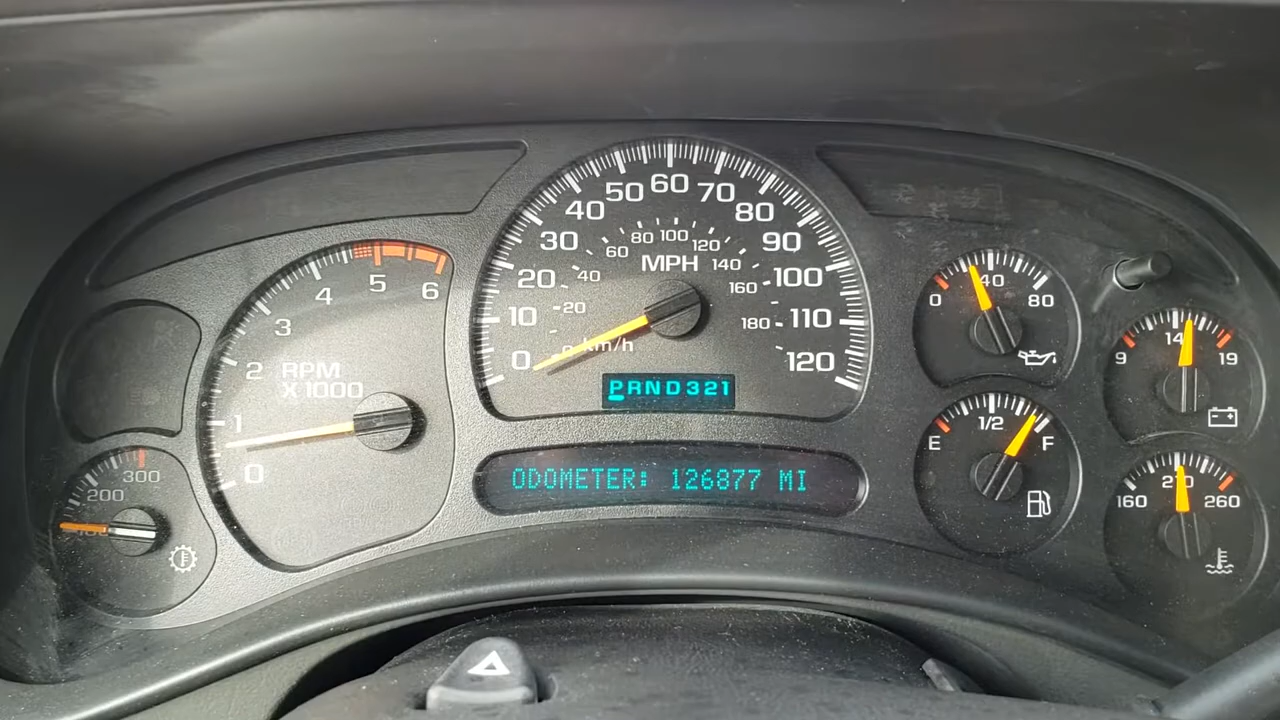 0 1 2 3 4 5 6
RPM
X1000
200 300
0 10 20 30 40 50 60 70 80 90 100 110 120
MPH
20 40 60 80 100 120 140 160 180
km/h
PRND321
ODOMETER: 126877 MI
0 40 80
E 1/2 F
9 14 19
160 210 260